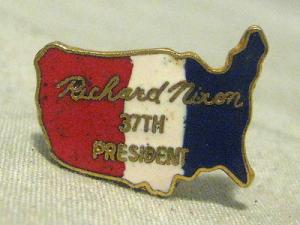 Richard Nixon
37TH
PRESIDENT